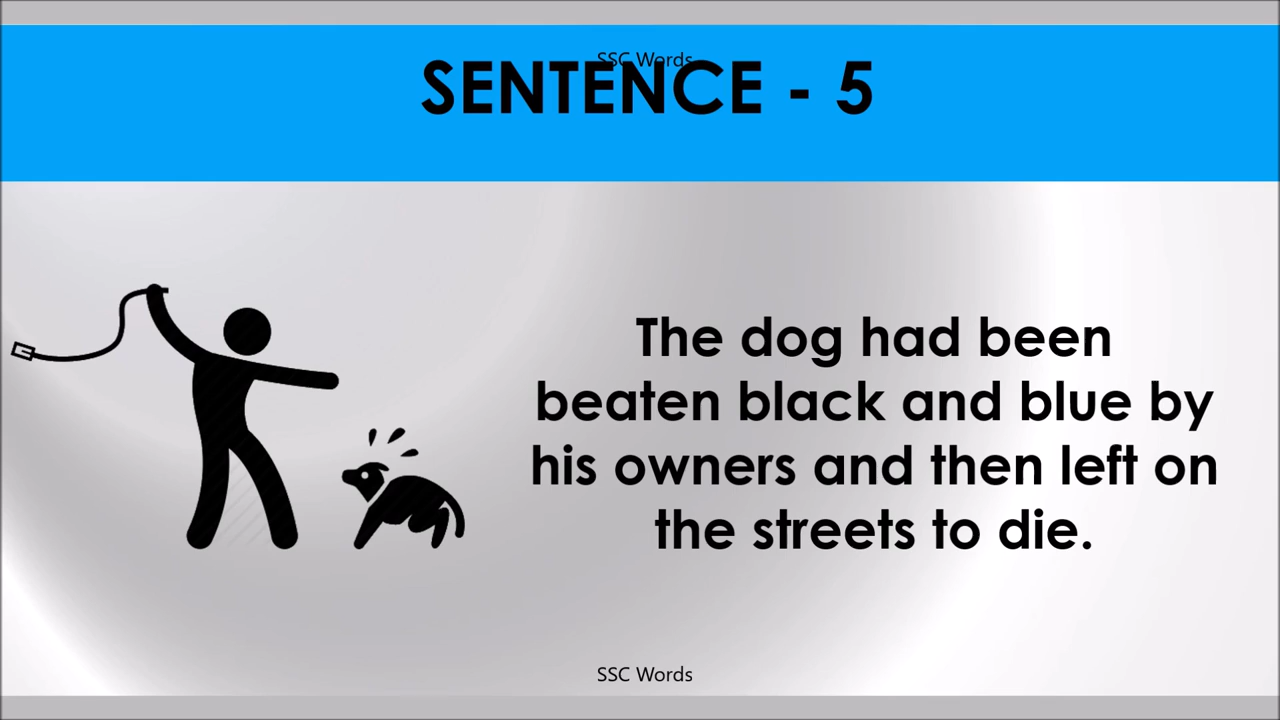 SSC Words
SENTENCE - 5
The dog had been
beaten black and blue by
his owners and then left on
the streets to die.
SSC Words